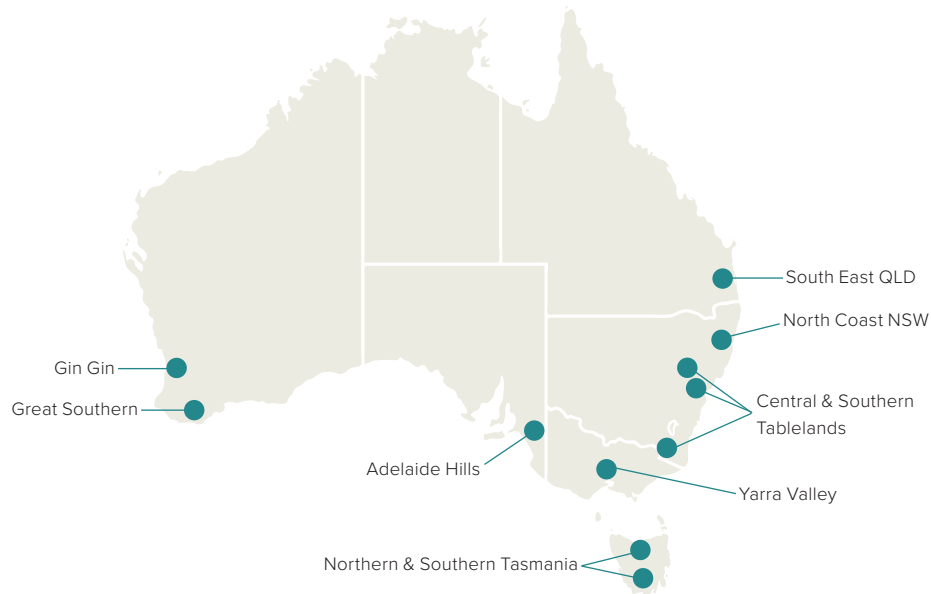 South East QLD
North Coast NSW
Gin Gin
Central & Southern
Tablelands
Great Southern
Adelaide Hills
Yarra Valley
Northern & Southern Tasmania